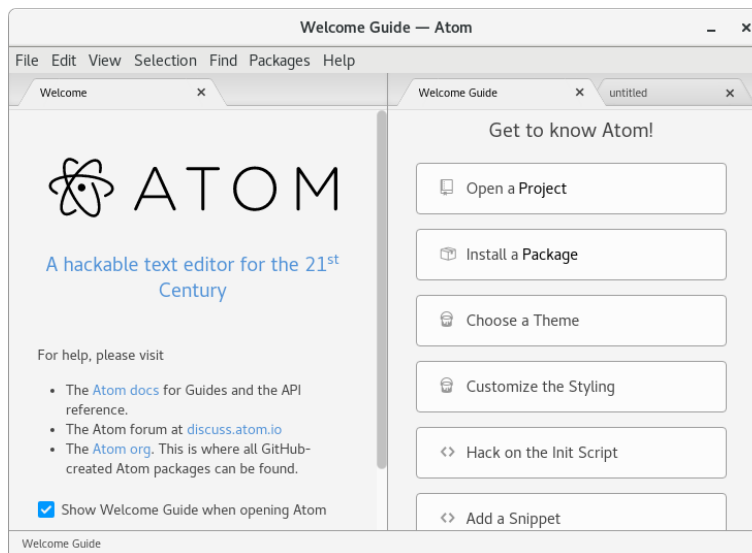 Welcome Guide — Atom
File Edit View Selection Find Packages Help
Welcome
ATOM
A hackable text editor for the 21st
Century
For help, please visit
• The Atom docs for Guides and the API
reference.
• The Atom forum at discuss.atom.io
• The Atom org. This is where all GitHub-
created Atom packages can be found.
Show Welcome Guide when opening Atom
Welcome Guide
untitled
Get to know Atom!
Open a Project
Install a Package
Choose a Theme
Customize the Styling
Hack on the Init Script
Add a Snippet
Welcome Guide